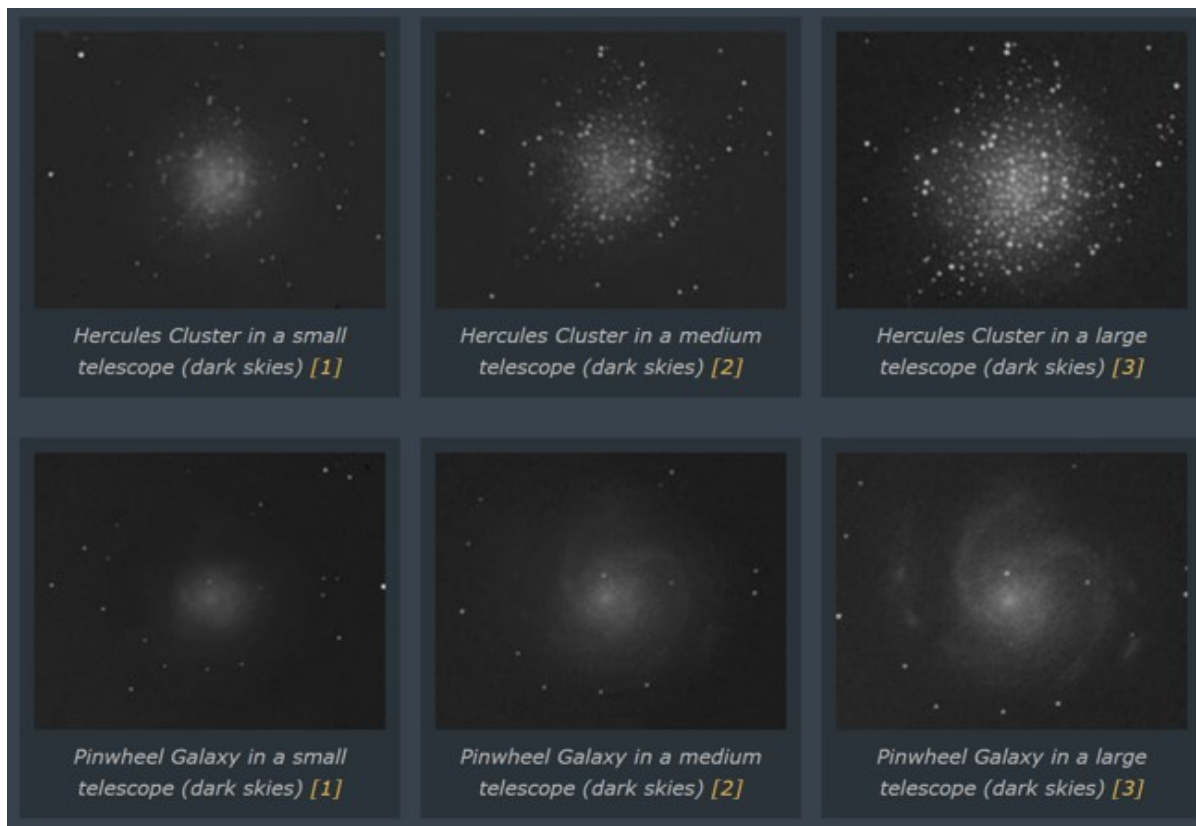 Hercules Cluster in a small
telescope (dark skies) [1]
Hercules Cluster in a medium
telescope (dark skies) [2]
Hercules Cluster in a large
telescope (dark skies) [3]
Pinwheel Galaxy in a small
telescope (dark skies) [1]
Pinwheel Galaxy in a medium
telescope (dark skies) [2]
Pinwheel Galaxy in a large
telescope (dark skies) [3]